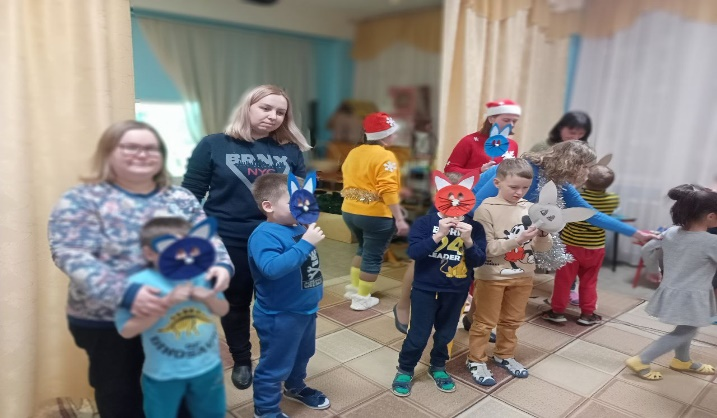 BRNX
NYC
24
LEADER
DINOSAUR